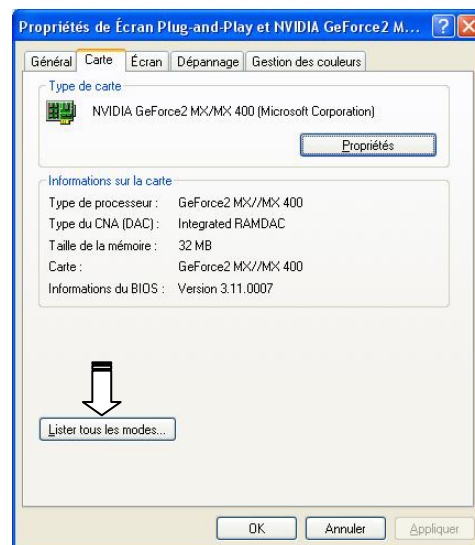 Propriétés de Écran Plug-and-Play et NVIDIA GeForce2 M...
Général Carte Écran Dépannage Gestion des couleurs
Type de carte
NVIDIA GeForce2 MX/MX 400 (Microsoft Corporation)
Propriétés
Informations sur la carte
Type de processeur : GeForce2 MX//MX 400
Type du CNA (DAC) : Integrated RAMDAC
Taille de la mémoire : 32 MB
Carte : GeForce2 MX//MX 400
Informations du BIOS : Version 3.11.0007
Lister tous les modes...
OK Annuler Appliquer